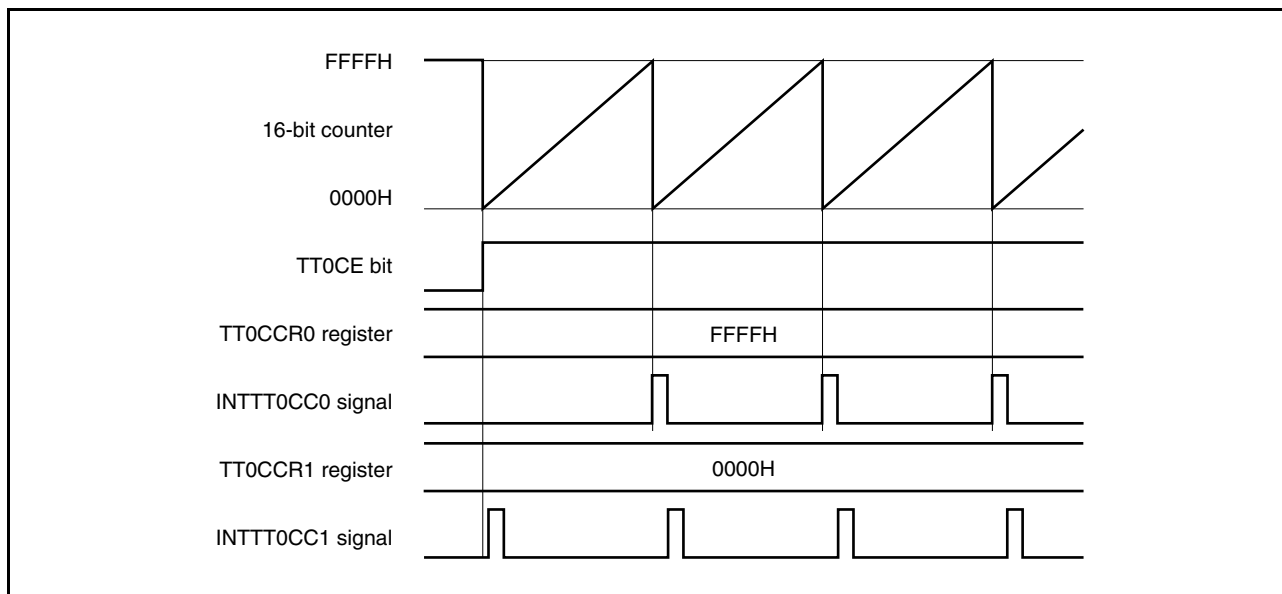 FFFFH
16-bit counter
0000H
TT0CE bit
TT0CCR0 register
FFFFH
INTTT0CC0 signal
TT0CCR1 register
0000H
INTTT0CC1 signal